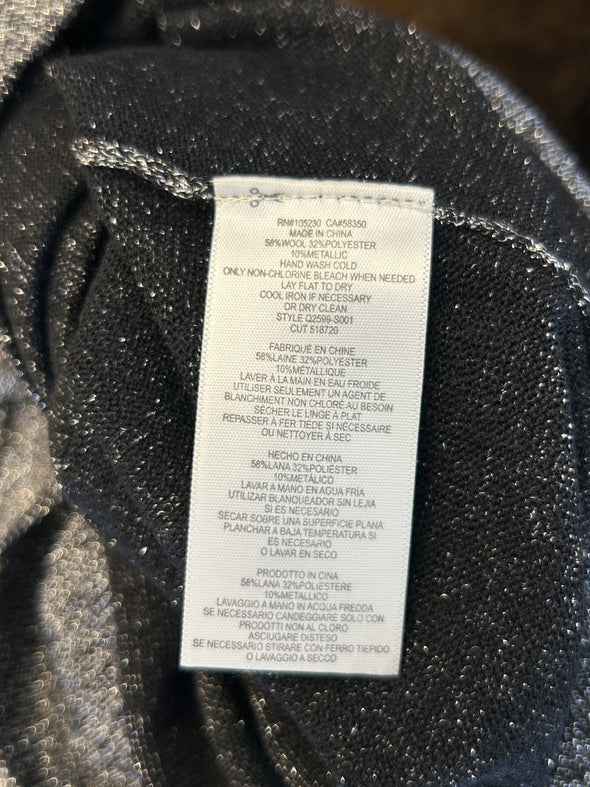 RN#105230 CA#58350
MADE IN CHINA
58%WOOL 32%POLYESTER
10%METALLIC
HAND WASH COLD
ONLY NON-CHLORINE BLEACH WHEN NEEDED
LAY FLAT TO DRY
COOL IRON IF NECESSARY
OR DRY CLEAN
STYLE Q2599-S001
CUT 518720
FABRIQUÉ EN CHINE
58%LAINE 32%POLYESTER
10%MÉTALLIQUE
LAVER À LA MAIN EN EAU FROIDE
UTILISER SEULEMENT UN AGENT DE
BLANCHIMENT NON CHLORÉ AU BESOIN
SÉCHER LE LINGE À PLAT
REPASSER À FER TIEDE SI NÉCESSAIRE
OU NETTOYER À SEC
HECHO EN CHINA
58%LANA 32%POLIÉSTER
10%METÁLICO
LAVAR A MANO EN AGUA FRÍA
UTILIZAR BLANQUEADOR SIN LEJIA
SI ES NECESARIO
SECAR SOBRE UNA SUPERFICIE PLANA
PLANCHAR A BAJA TEMPERATURA SI
ES NECESARIO
O LAVAR EN SECO
PRODOTTO IN CINA
58%LANA 32%POLIESTERE
10%METALLICO
LAVAGGIO A MANO IN ACQUA FREDDA
SE NECESSARIO CANDEGGIARE SOLO CON
PRODOTTI NON AL CLORO
ASCIUGARE DISTESO
SE NECESSARIO STIRARE CON FERRO TIEPIDO
O LAVAGGIO A SECCO